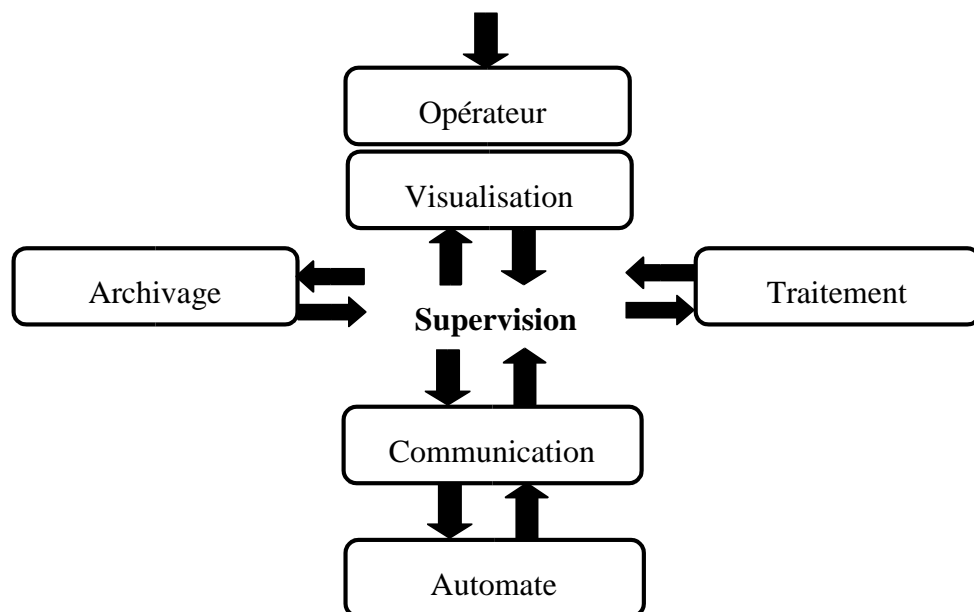 Opérateur
Visualisation
Archivage
Traitement
Supervision
Communication
Automate